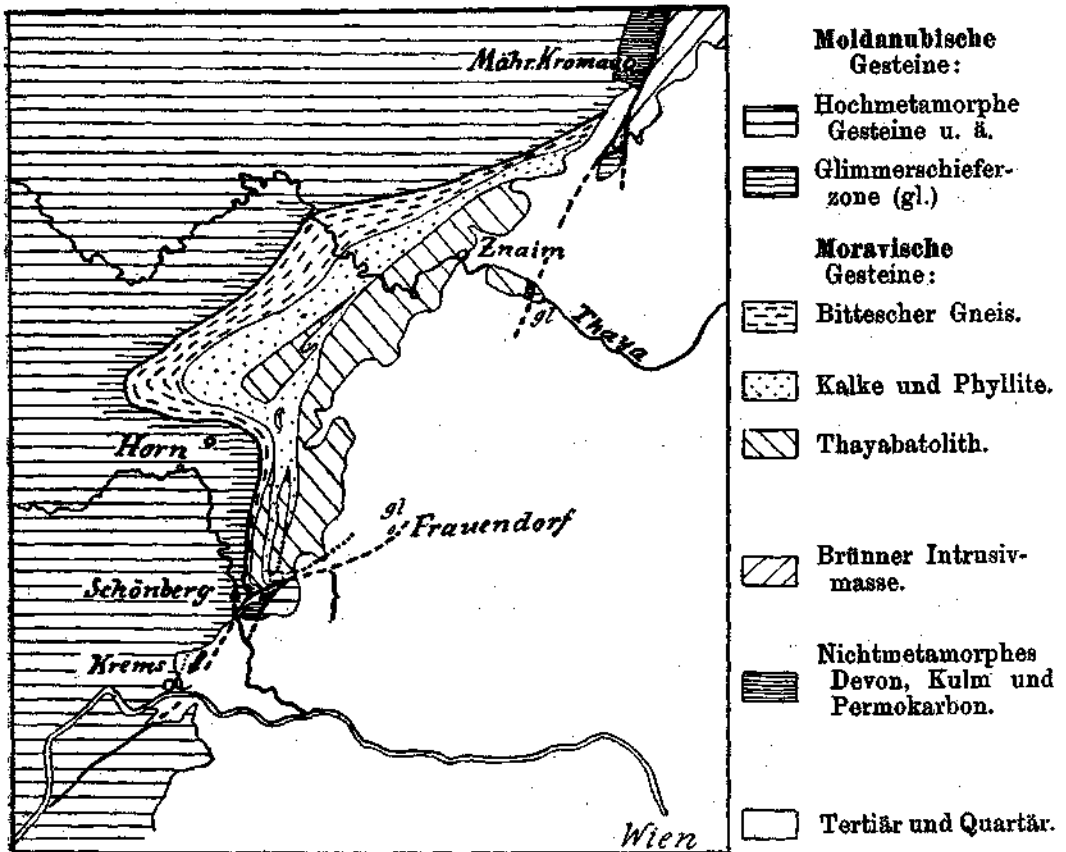 Mähr. Kromau
Znaim
gl
Thaya
Horn
gl
Frauendorf
Schönberg
Krems
Wien
Moldanubische
Gesteine:
Hochmetamorphe
Gesteine u. ä.
Glimmerschiefer-
zone (gl.)
Moravische
Gesteine:
Bittescher Gneis.
Kalke und Phyllite.
Thayabatolith.
Brünner Intrusiv-
masse.
Nichtmetamorphes
Devon, Kulm und
Permokarbon.
Tertiär und Quartär.